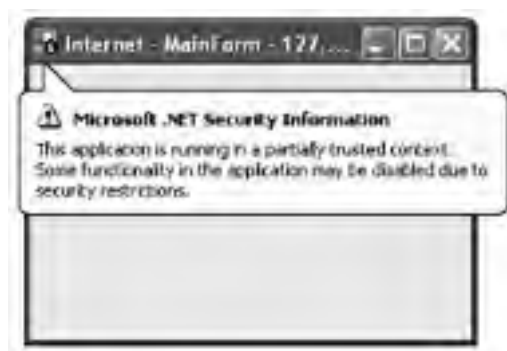 Internet - MainForm - 127....
Microsoft .NET Security Information
This application is running in a partially trusted context.
Some functionality in the application may be disabled due to
security restrictions.